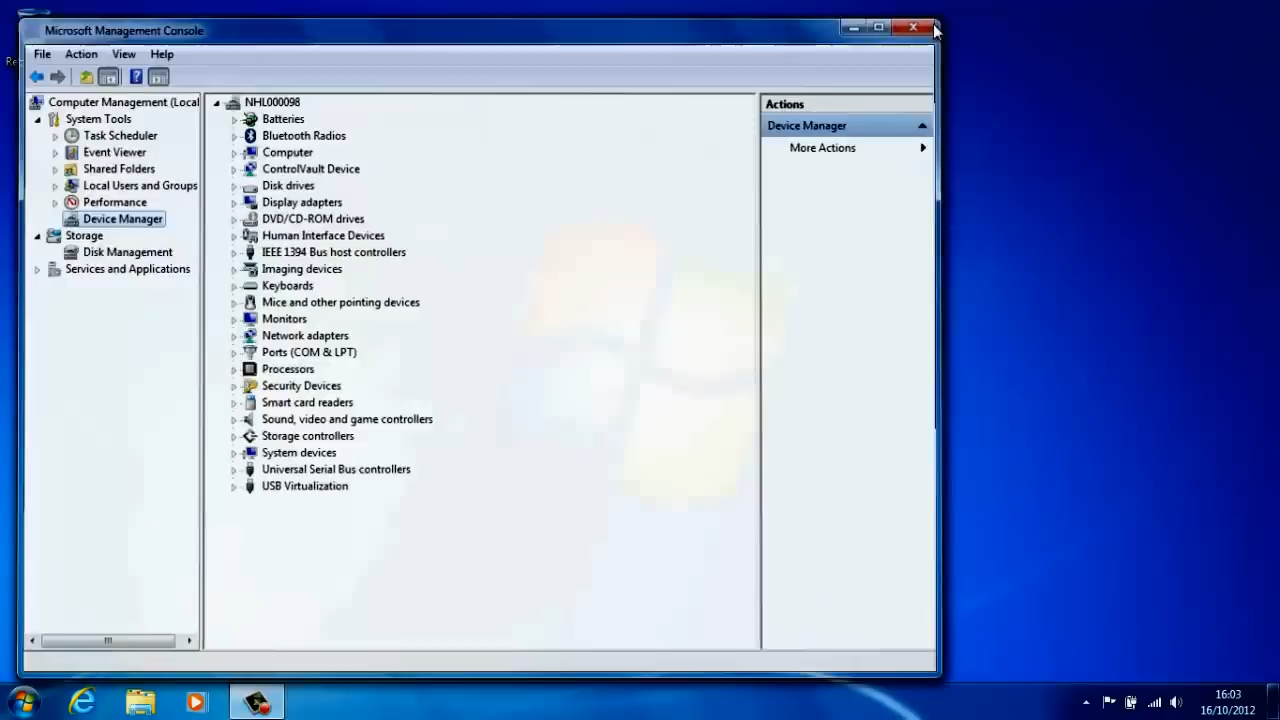 Microsoft Management Console
File Action View Help
Computer Management (Local
System Tools
Task Scheduler
Event Viewer
Shared Folders
Local Users and Groups
Performance
Device Manager
Storage
Disk Management
Services and Applications
NHL000098
Batteries
Bluetooth Radios
Computer
ControlVault Device
Disk drives
Display adapters
DVD/CD-ROM drives
Human Interface Devices
IEEE 1394 Bus host controllers
Imaging devices
Keyboards
Mice and other pointing devices
Monitors
Network adapters
Ports (COM & LPT)
Processors
Security Devices
Smart card readers
Sound, video and game controllers
Storage controllers
System devices
Universal Serial Bus controllers
USB Virtualization
Actions
Device Manager
More Actions
16:03
16/10/2012